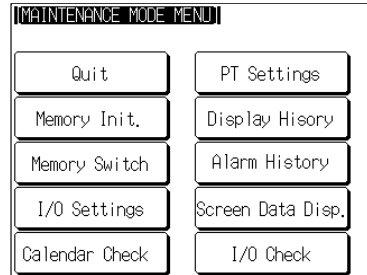 [MAINTENANCE MODE MENU]
Quit
PT Settings
Memory Init.
Display Hisory
Memory Switch
Alarm History
I/O Settings
Screen Data Disp.
Calendar Check
I/O Check